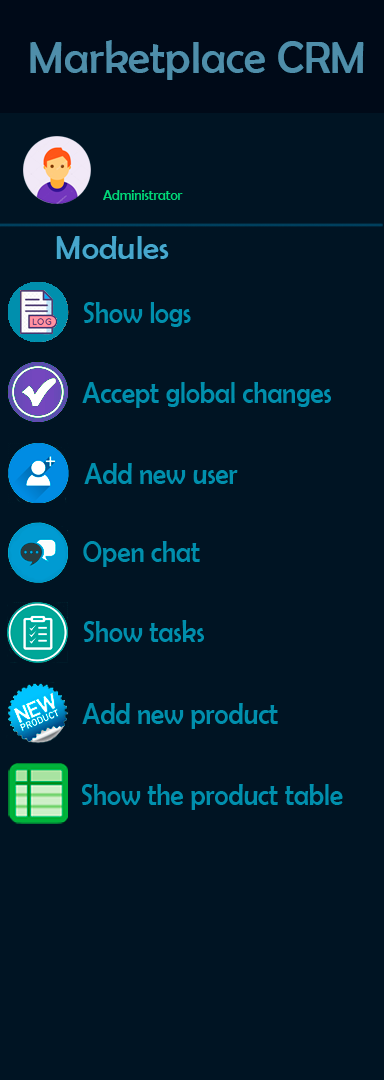 Marketplace CRM
Administrator
Modules
LOG
Show logs
Accept global changes
Add new user
Open chat
Show tasks
NEW
PRODUCT
Add new product
Show the product table